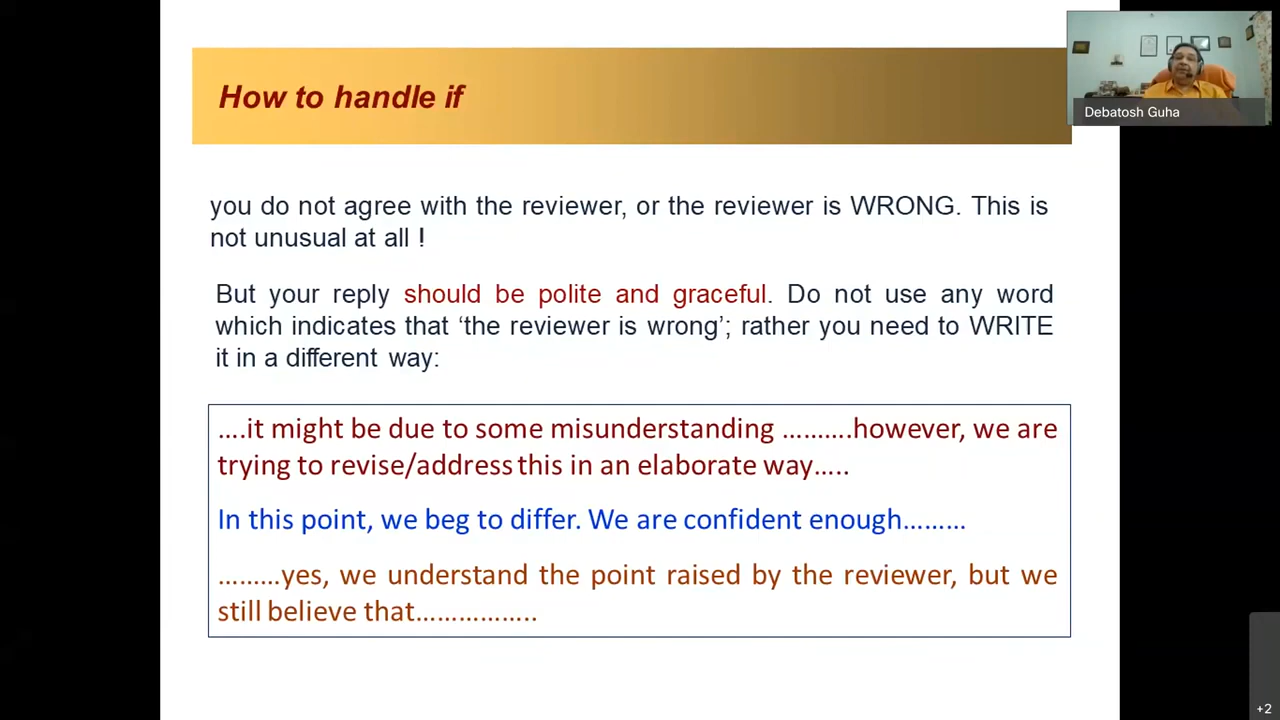 How to handle if
Debatosh Guha
you do not agree with the reviewer, or the reviewer is WRONG. This is
not unusual at all !
But your reply should be polite and graceful. Do not use any word
which indicates that ‘the reviewer is wrong’; rather you need to WRITE
it in a different way:
….it might be due to some misunderstanding ……….however, we are
trying to revise/address this in an elaborate way…..
In this point, we beg to differ. We are confident enough………
………yes, we understand the point raised by the reviewer, but we
still believe that……………..
+2